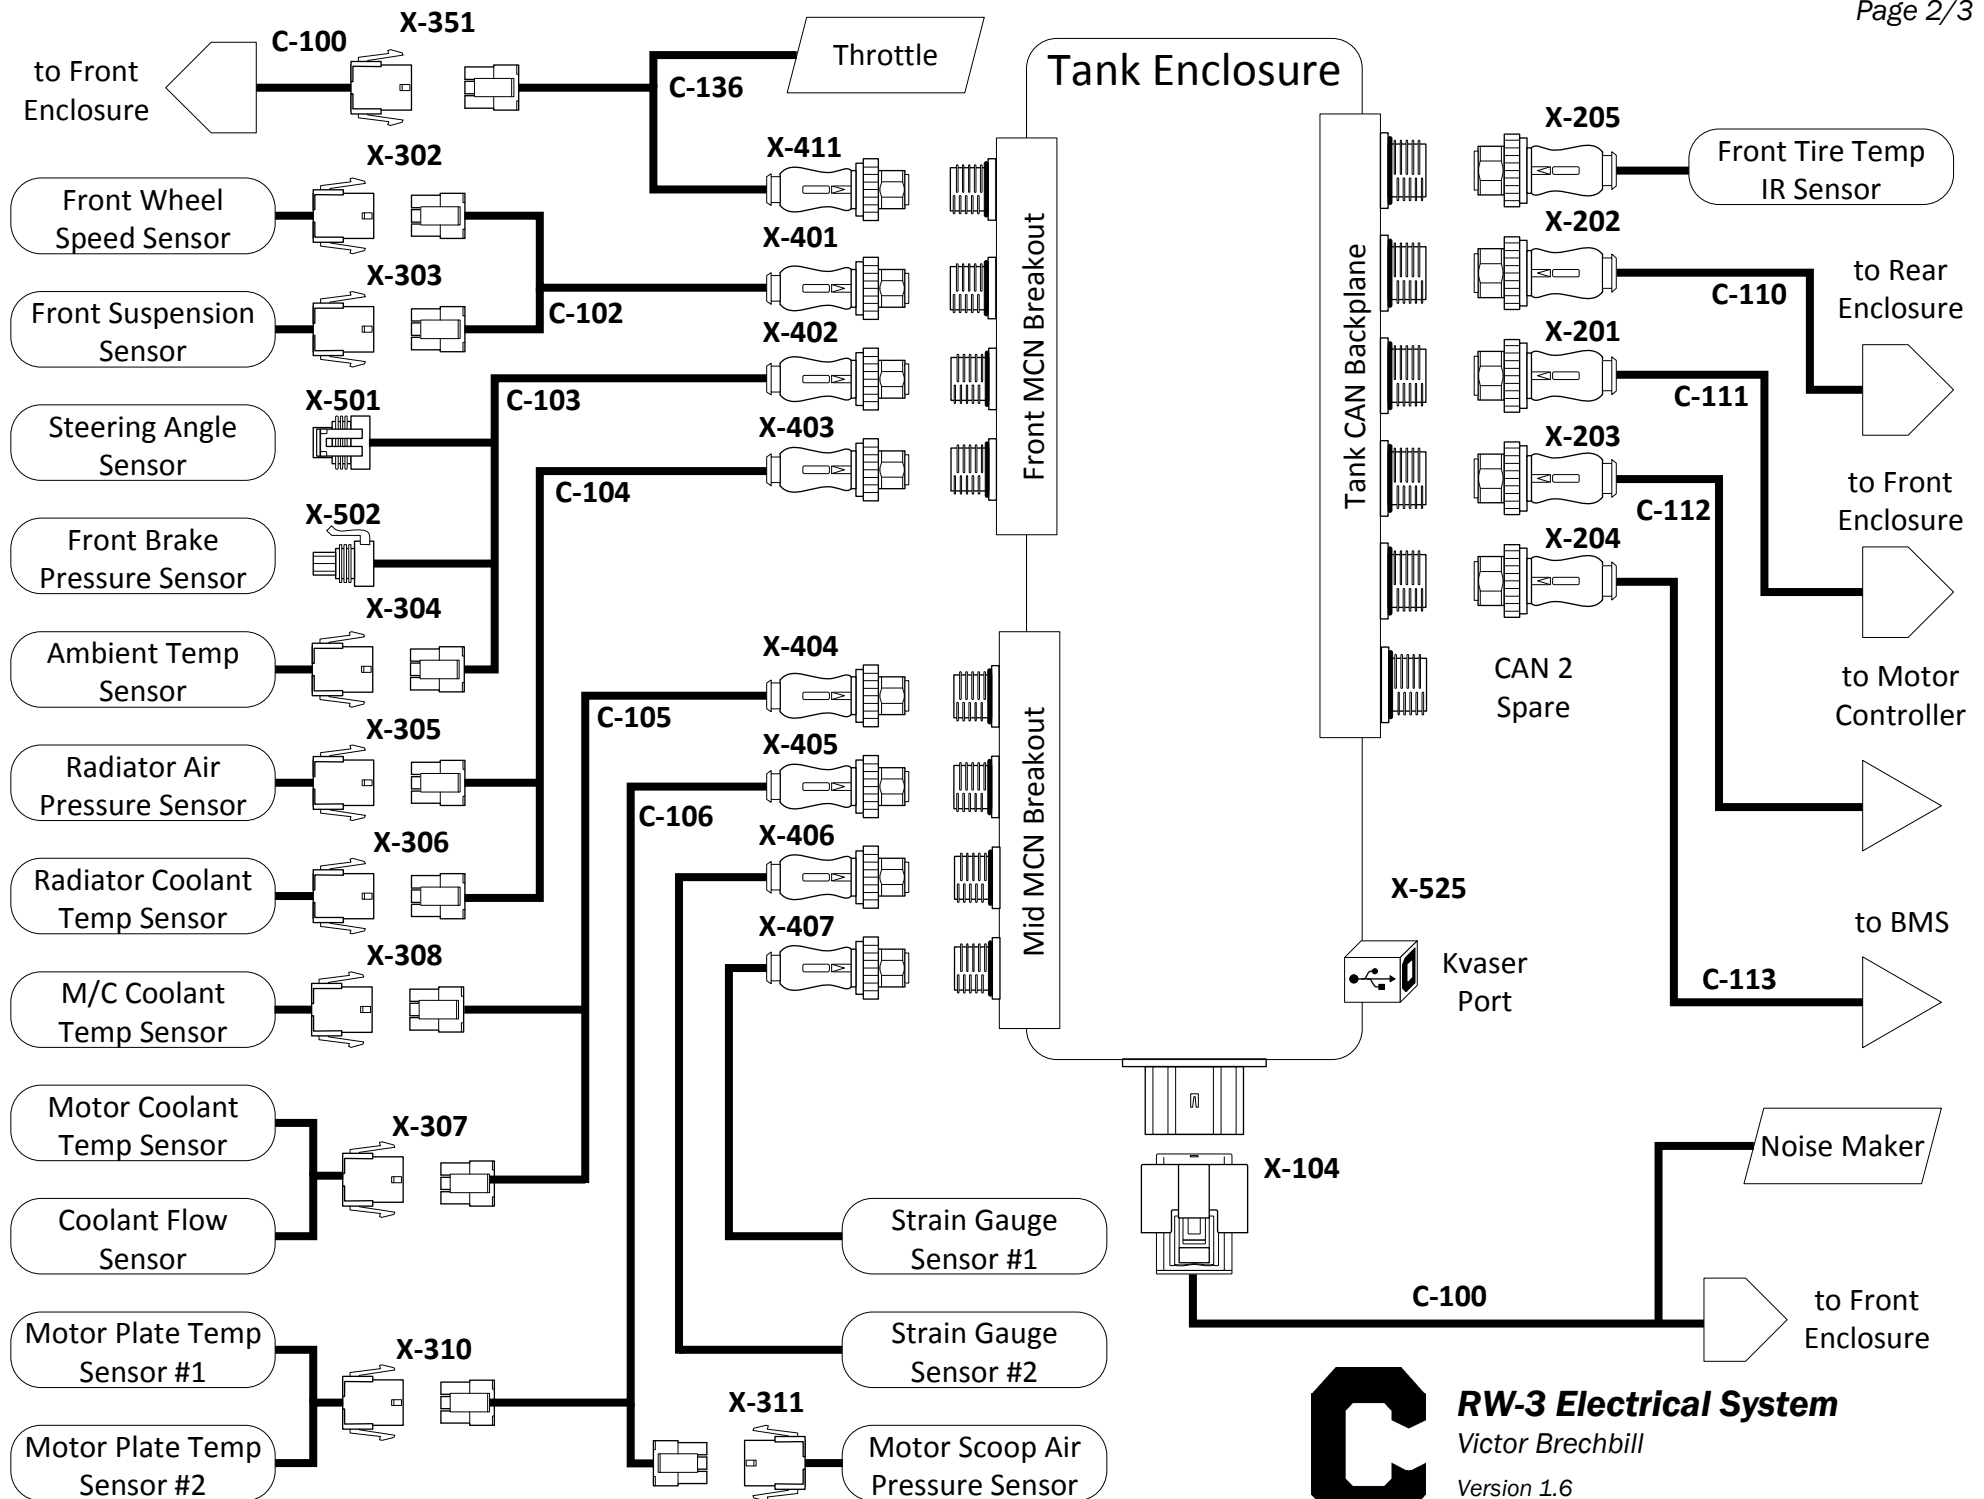 Page 2/3
to Front
Enclosure
C-100
X-351
Throttle
C-136
Tank Enclosure
X-411
X-302
Front Wheel
Speed Sensor
X-401
X-303
Front Suspension
Sensor
C-102
X-402
X-501
C-103
Steering Angle
Sensor
X-403
C-104
X-502
Front Brake
Pressure Sensor
X-304
Ambient Temp
Sensor
X-404
C-105
X-305
Radiator Air
Pressure Sensor
X-405
C-106
X-306
Radiator Coolant
Temp Sensor
X-406
X-407
X-308
M/C Coolant
Temp Sensor
Motor Coolant
Temp Sensor
X-307
Coolant Flow
Sensor
Motor Plate Temp
Sensor #1
X-310
Motor Plate Temp
Sensor #2
X-311
Motor Scoop Air
Pressure Sensor
Strain Gauge
Sensor #1
Strain Gauge
Sensor #2
Front MCN Breakout
Mid MCN Breakout
Tank CAN Backplane
X-205
Front Tire Temp
IR Sensor
X-202
C-110
to Rear
Enclosure
X-201
C-111
to Front
Enclosure
X-203
C-112
to Motor
Controller
X-204
C-113
to BMS
CAN 2
Spare
X-525
Kvaser
Port
X-104
C-100
Noise Maker
to Front
Enclosure
C
RW-3 Electrical System
Victor Brechbill
Version 1.6